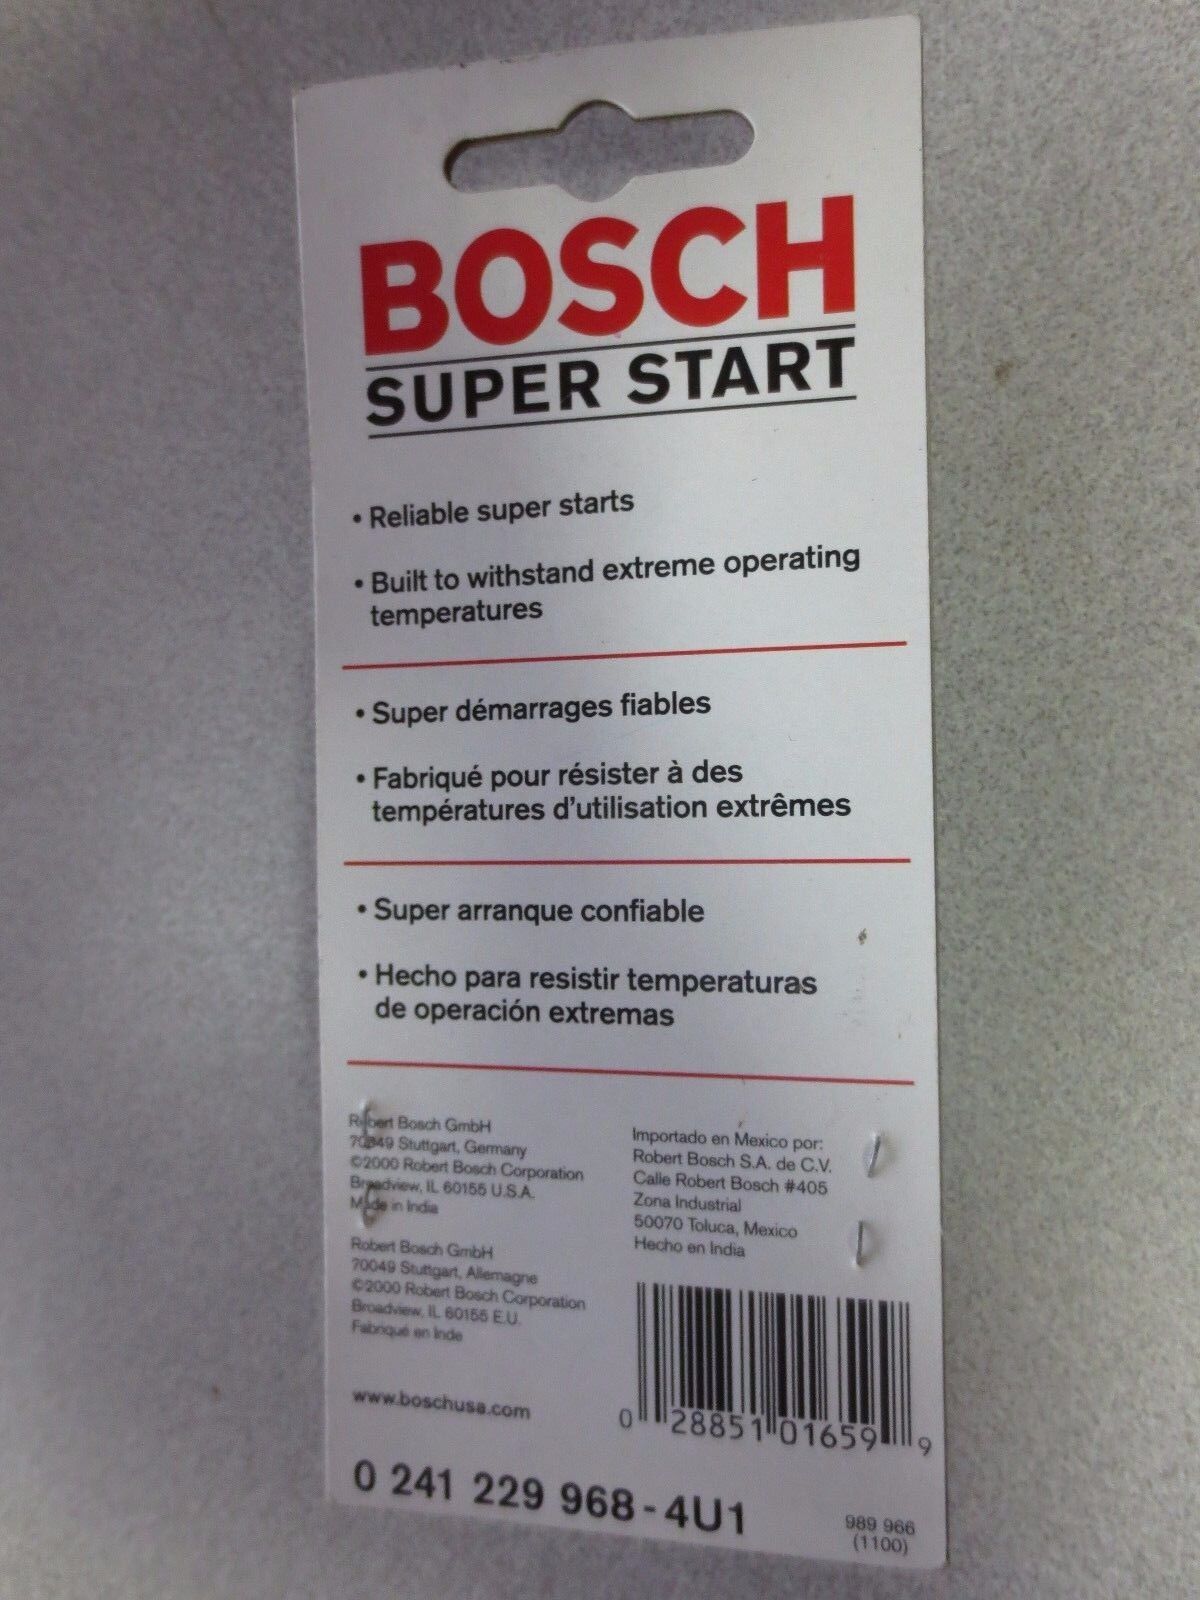 BOSCH
SUPER START
• Reliable super starts
• Built to withstand extreme operating
temperatures
• Super démarrages fiables
• Fabriqué pour résister à des
températures d'utilisation extrêmes
• Super arranque confiable
• Hecho para resistir temperaturas
de operación extremas
Robert Bosch GmbH
70049 Stuttgart, Germany
©2000 Robert Bosch Corporation
Broadview, IL 60155 U.S.A.
Made in India
Robert Bosch GmbH
70049 Stuttgart, Allemagne
©2000 Robert Bosch Corporation
Broadview, IL 60155 E.U.
Fabriqué en Inde
www.boschusa.com
Importado en Mexico por:
Robert Bosch S.A. de C.V.
Calle Robert Bosch #405
Zona Industrial
50070 Toluca, Mexico
Hecho en India
0 28851 01659 9
0 241 229 968-4U1
989 966
(1100)